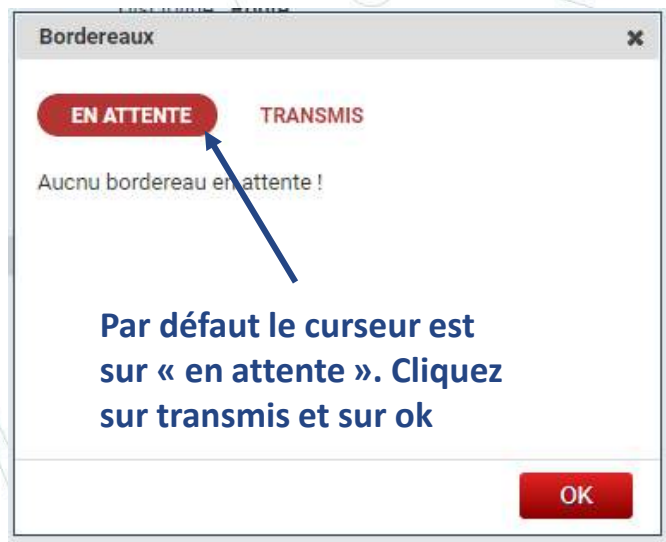 Bordereaux
EN ATTENTE TRANSMIS
Aucnu bordereau en attente !
Par défaut le curseur est
sur « en attente ». Cliquez
sur transmis et sur ok
OK